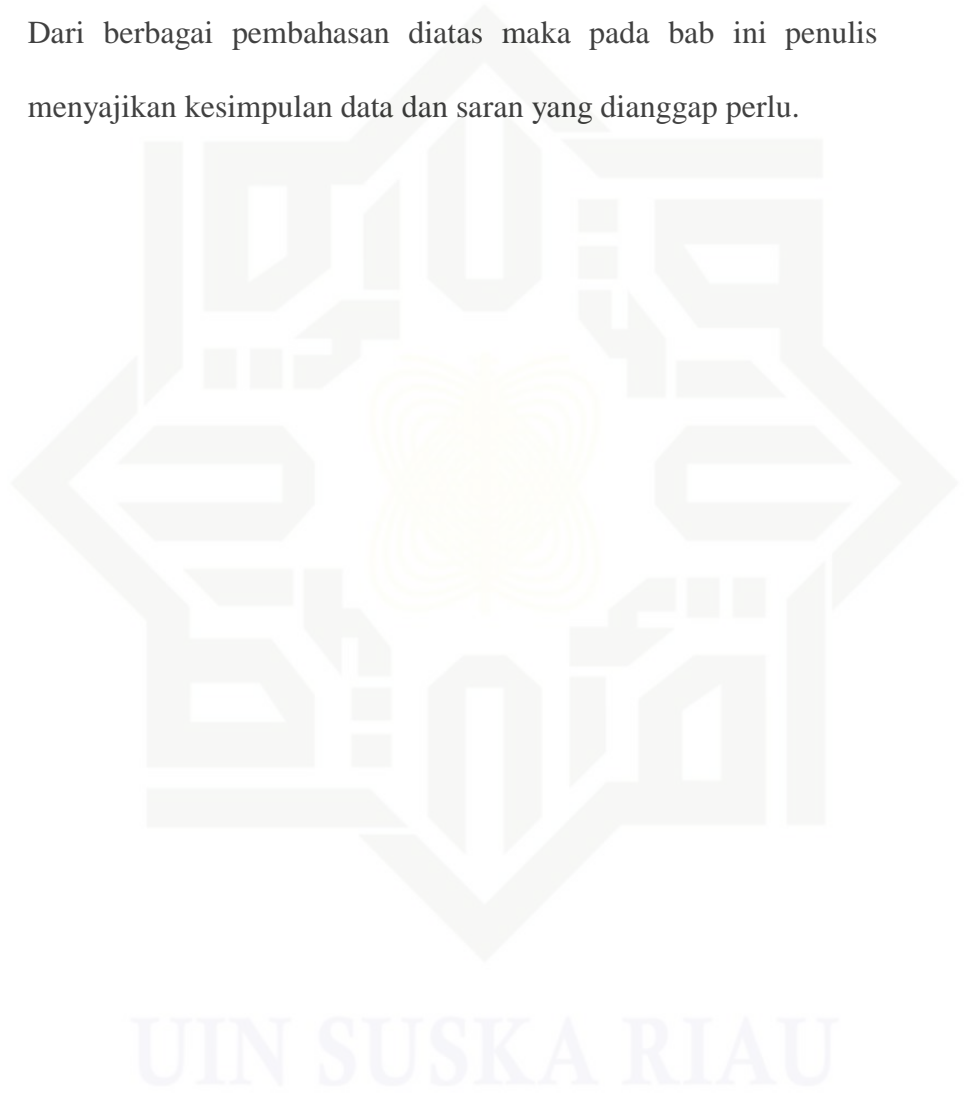 Dari berbagai pembahasan diatas maka pada bab ini penulis
menyajikan kesimpulan data dan saran yang dianggap perlu.
UIN SUSKA RIAU